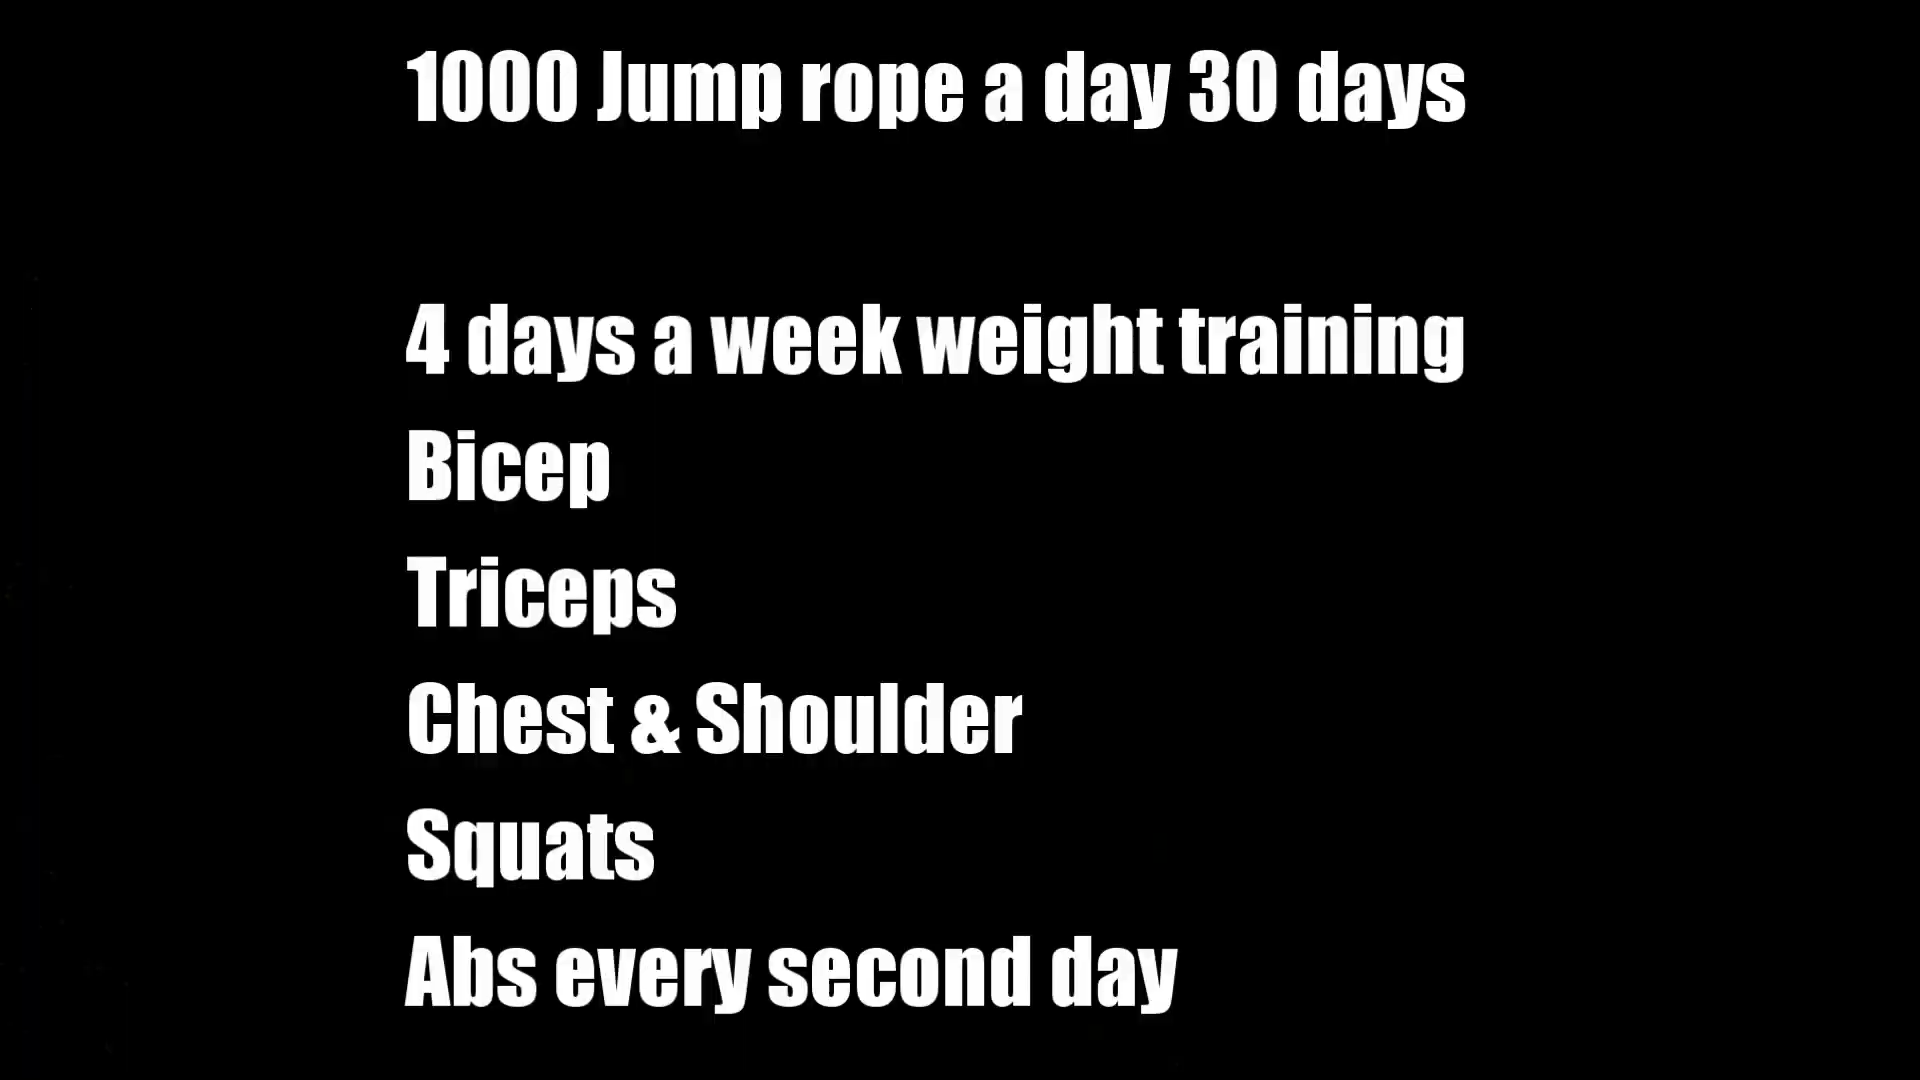 1000 Jump rope a day 30 days
4 days a week weight training
Bicep
Triceps
Chest & Shoulder
Squats
Abs every second day